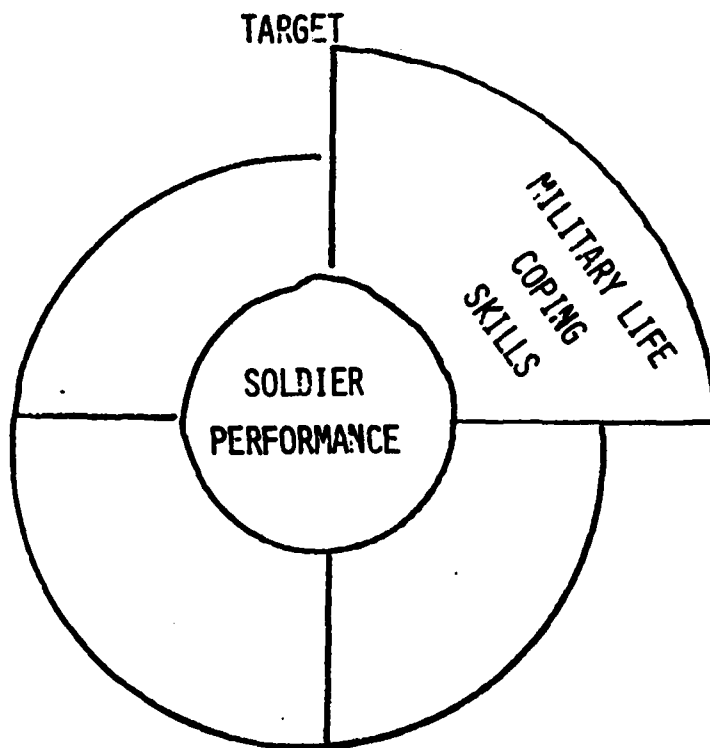 TARGET
MILITARY LIFE
COPING
SKILLS
SOLDIER
PERFORMANCE